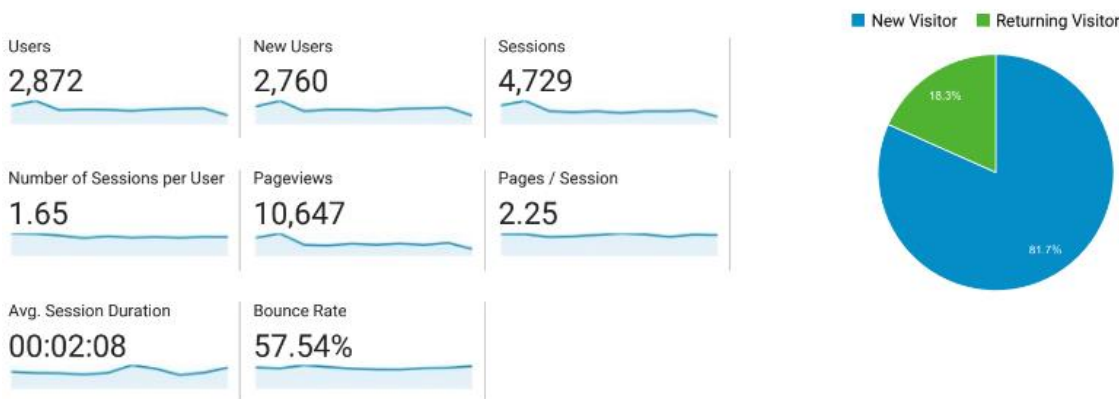 New Visitor Returning Visitor
Users New Users Sessions
2,872 2,760 4,729
18.3%
Number of Sessions per User Pageviews Pages / Session
1.65 10,647 2.25
81.7%
Avg. Session Duration Bounce Rate
00:02:08 57.54%